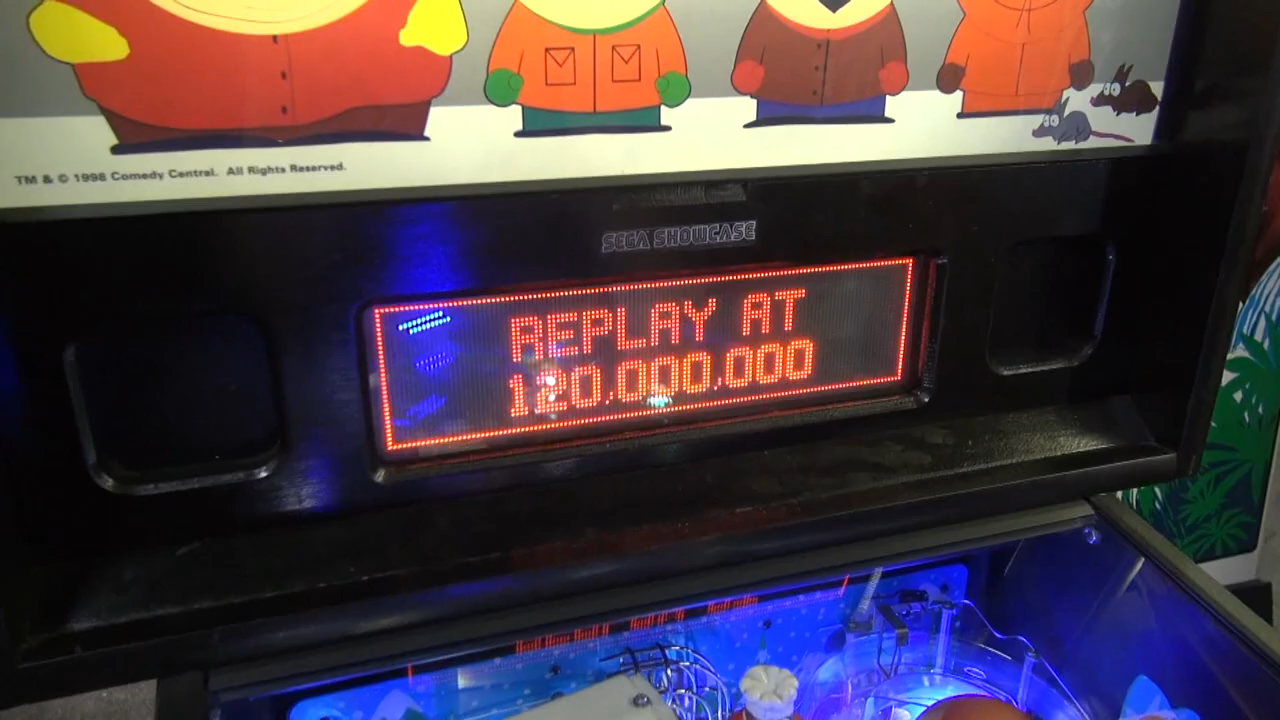 TM & © 1998 Comedy Central. All Rights Reserved.
SEGA SHOWCASE
REPLAY AT
120,000,000